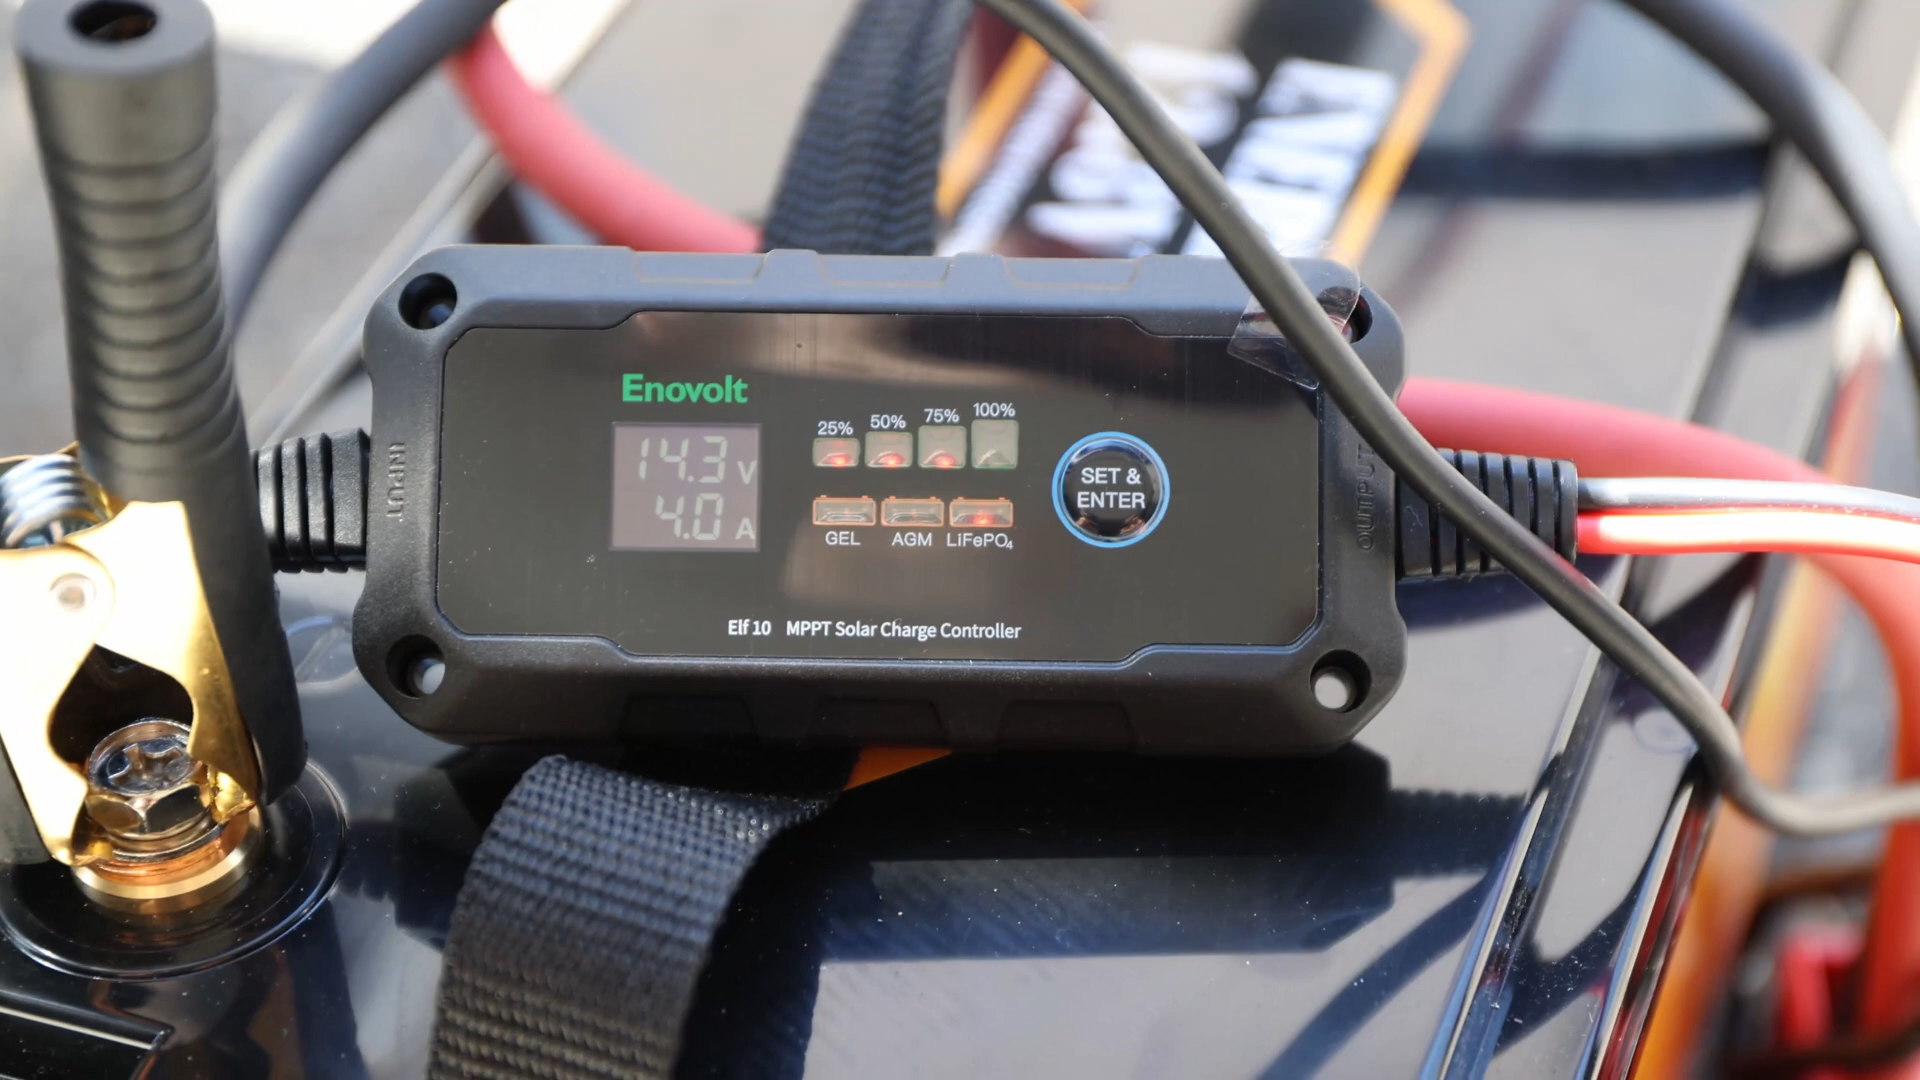 Enovolt
14.3 V
4.0 A
25% 50% 75% 100%
GEL AGM LiFePO₄
SET &
ENTER
Elf 10 MPPT Solar Charge Controller
INPUT
OUTPUT